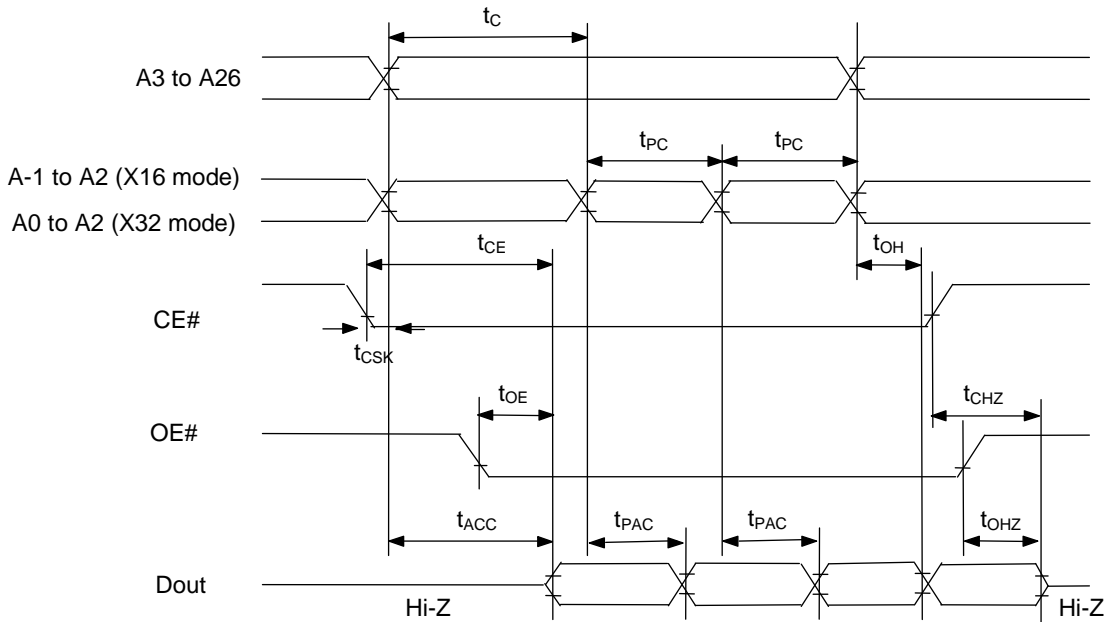 tC
A3 to A26
tPC
tPC
A-1 to A2 (X16 mode)
A0 to A2 (X32 mode)
tCE
tOH
CE#
tCSK
tOE
tCHZ
OE#
tACC
tPAC
tPAC
tOHZ
Dout
Hi-Z
Hi-Z